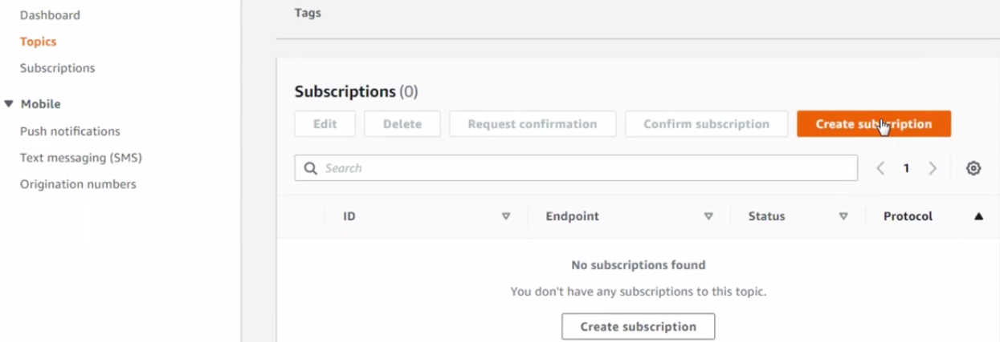 Dashboard
Topics
Subscriptions
Mobile
Push notifications
Text messaging (SMS)
Origination numbers
Tags
Subscriptions (0)
Edit Delete Request confirmation Confirm subscription Create subscription
Search
1
ID Endpoint Status Protocol
No subscriptions found
You don't have any subscriptions to this topic.
Create subscription